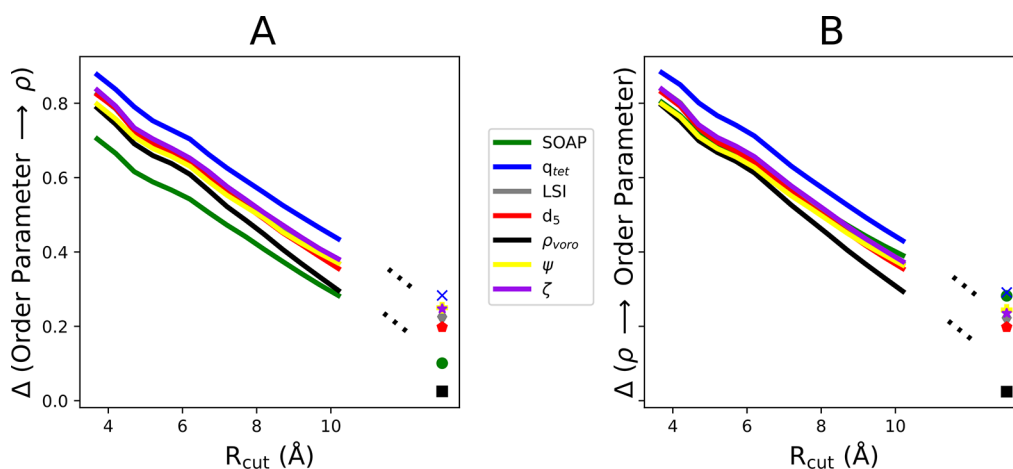 A
B
Δ (Order Parameter ⟶ ρ)
0.8
0.6
0.4
0.2
0.0
4 6 8 10
R_cut (Å)
SOAP
q_tet
LSI
d_5
ρ_voro
ψ
ζ
Δ (ρ ⟶ Order Parameter)
4 6 8 10
R_cut (Å)